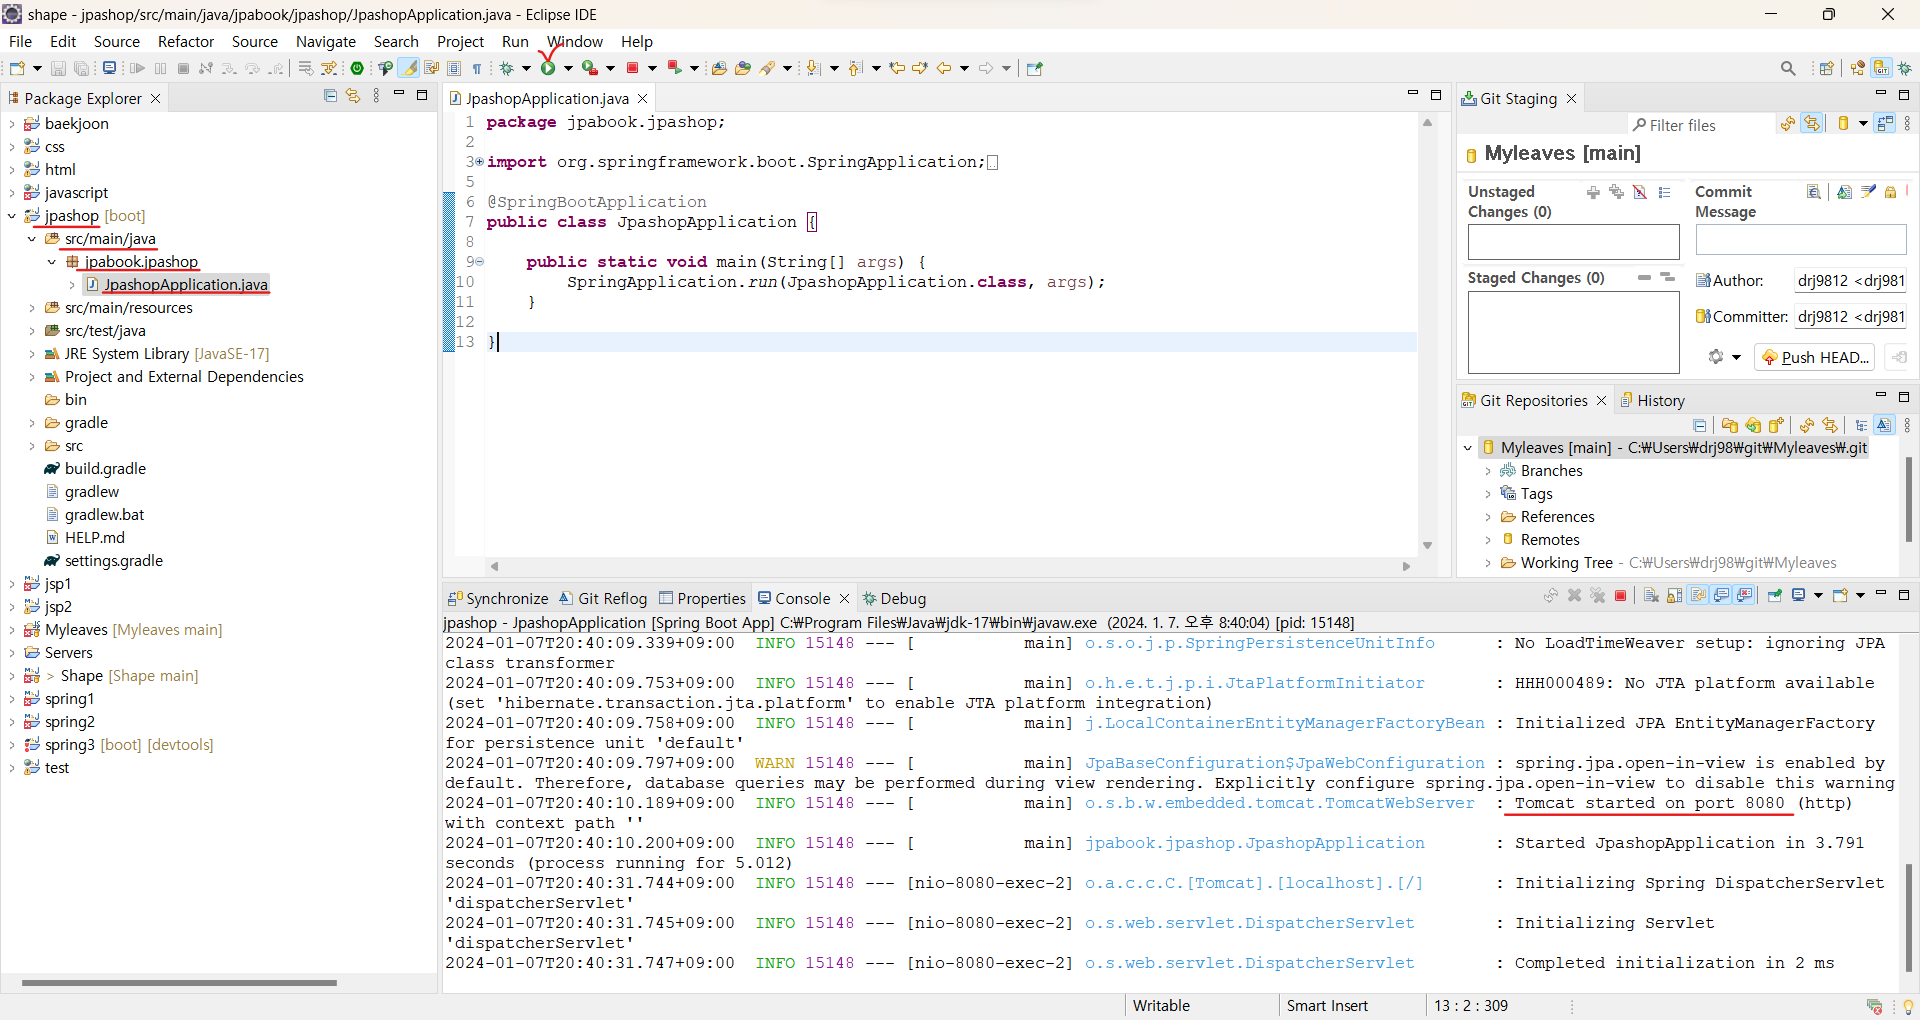 shape - jpashop/src/main/java/jpabook/jpashop/JpashopApplication.java - Eclipse IDE
File Edit Source Refactor Source Navigate Search Project Run Window Help
Package Explorer
baekjoon
css
html
javascript
jpashop [boot]
src/main/java
jpabook.jpashop
JpashopApplication.java
src/main/resources
src/test/java
JRE System Library [JavaSE-17]
Project and External Dependencies
bin
gradle
src
build.gradle
gradlew
gradlew.bat
HELP.md
settings.gradle
jsp1
jsp2
Myleaves [Myleaves main]
Servers
> Shape [Shape main]
spring1
spring2
spring3 [boot] [devtools]
test
JpashopApplication.java
1 package jpabook.jpashop;
2
3 import org.springframework.boot.SpringApplication;
5
6 @SpringBootApplication
7 public class JpashopApplication {
8
9 public static void main(String[] args) {
10 SpringApplication.run(JpashopApplication.class, args);
11 }
12
13 }
Git Staging
Filter files
Myleaves [main]
Unstaged Changes (0)
Staged Changes (0)
Commit Message
Author: drj9812 <drj981
Committer: drj9812 <drj981
Push HEAD...
Git Repositories History
Myleaves [main] - C:₩Users₩drj98₩git₩Myleaves₩.git
Branches
Tags
References
Remotes
Working Tree - C:₩Users₩drj98₩git₩Myleaves
Synchronize Git Reflog Properties Console Debug
jpashop - JpashopApplication [Spring Boot App] C:₩Program Files₩Java₩jdk-17₩bin₩javaw.exe (2024. 1. 7. 오후 8:40:04) [pid: 15148]
2024-01-07T20:40:09.339+09:00 INFO 15148 --- [ main] o.s.o.j.p.SpringPersistenceUnitInfo : No LoadTimeWeaver setup: ignoring JPA
class transformer
2024-01-07T20:40:09.753+09:00 INFO 15148 --- [ main] o.h.e.t.j.p.i.JtaPlatformInitiator : HHH000489: No JTA platform available
(set 'hibernate.transaction.jta.platform' to enable JTA platform integration)
2024-01-07T20:40:09.758+09:00 INFO 15148 --- [ main] j.LocalContainerEntityManagerFactoryBean : Initialized JPA EntityManagerFactory
for persistence unit 'default'
2024-01-07T20:40:09.797+09:00 WARN 15148 --- [ main] JpaBaseConfiguration$JpaWebConfiguration : spring.jpa.open-in-view is enabled by
default. Therefore, database queries may be performed during view rendering. Explicitly configure spring.jpa.open-in-view to disable this warning
2024-01-07T20:40:10.189+09:00 INFO 15148 --- [ main] o.s.b.w.embedded.tomcat.TomcatWebServer : Tomcat started on port 8080 (http)
with context path ''
2024-01-07T20:40:10.200+09:00 INFO 15148 --- [ main] jpabook.jpashop.JpashopApplication : Started JpashopApplication in 3.791
seconds (process running for 5.012)
2024-01-07T20:40:31.744+09:00 INFO 15148 --- [nio-8080-exec-2] o.a.c.c.C.[Tomcat].[localhost].[/] : Initializing Spring DispatcherServlet
'dispatcherServlet'
2024-01-07T20:40:31.745+09:00 INFO 15148 --- [nio-8080-exec-2] o.s.web.servlet.DispatcherServlet : Initializing Servlet
'dispatcherServlet'
2024-01-07T20:40:31.747+09:00 INFO 15148 --- [nio-8080-exec-2] o.s.web.servlet.DispatcherServlet : Completed initialization in 2 ms
Writable Smart Insert 13 : 2 : 309